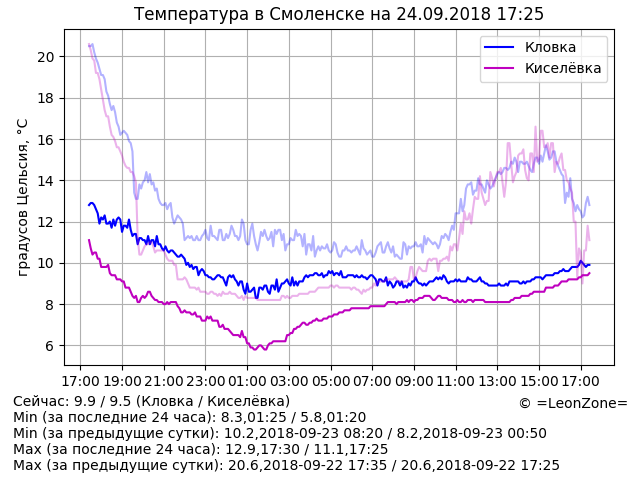 Температура в Смоленске на 24.09.2018 17:25
Кловка
Киселёвка
градусов Цельсия, °C
20
18
16
14
12
10
8
6
17:00 19:00 21:00 23:00 01:00 03:00 05:00 07:00 09:00 11:00 13:00 15:00 17:00
Сейчас: 9.9 / 9.5 (Кловка / Киселёвка)
© =LeonZone=
Min (за последние 24 часа): 8.3,01:25 / 5.8,01:20
Min (за предыдущие сутки): 10.2,2018-09-23 08:20 / 8.2,2018-09-23 00:50
Max (за последние 24 часа): 12.9,17:30 / 11.1,17:25
Max (за предыдущие сутки): 20.6,2018-09-22 17:35 / 20.6,2018-09-22 17:25